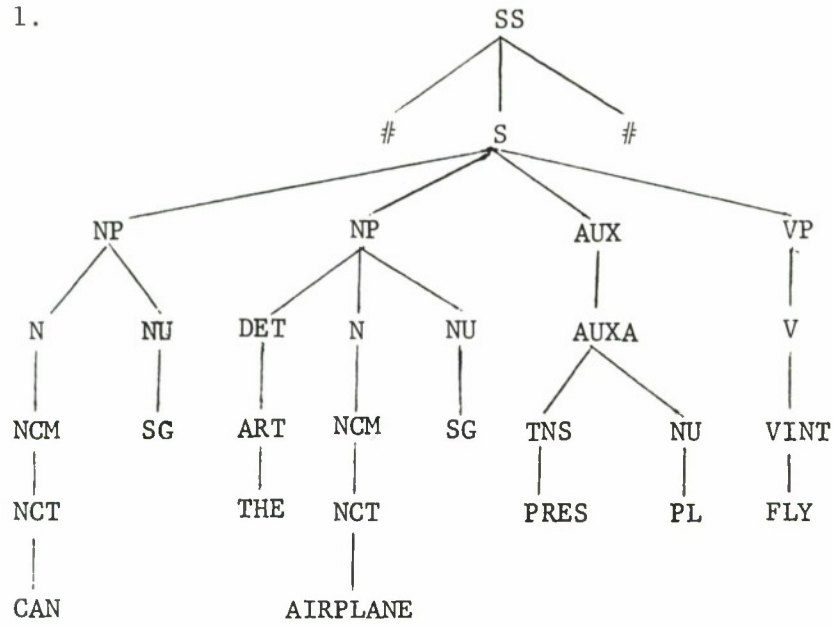 1.
SS
# S #
NP NP AUX VP
N NU DET N NU AUXA V
NCM SG ART NCM SG TNS NU VINT
NCT THE NCT PRES PL FLY
CAN AIRPLANE